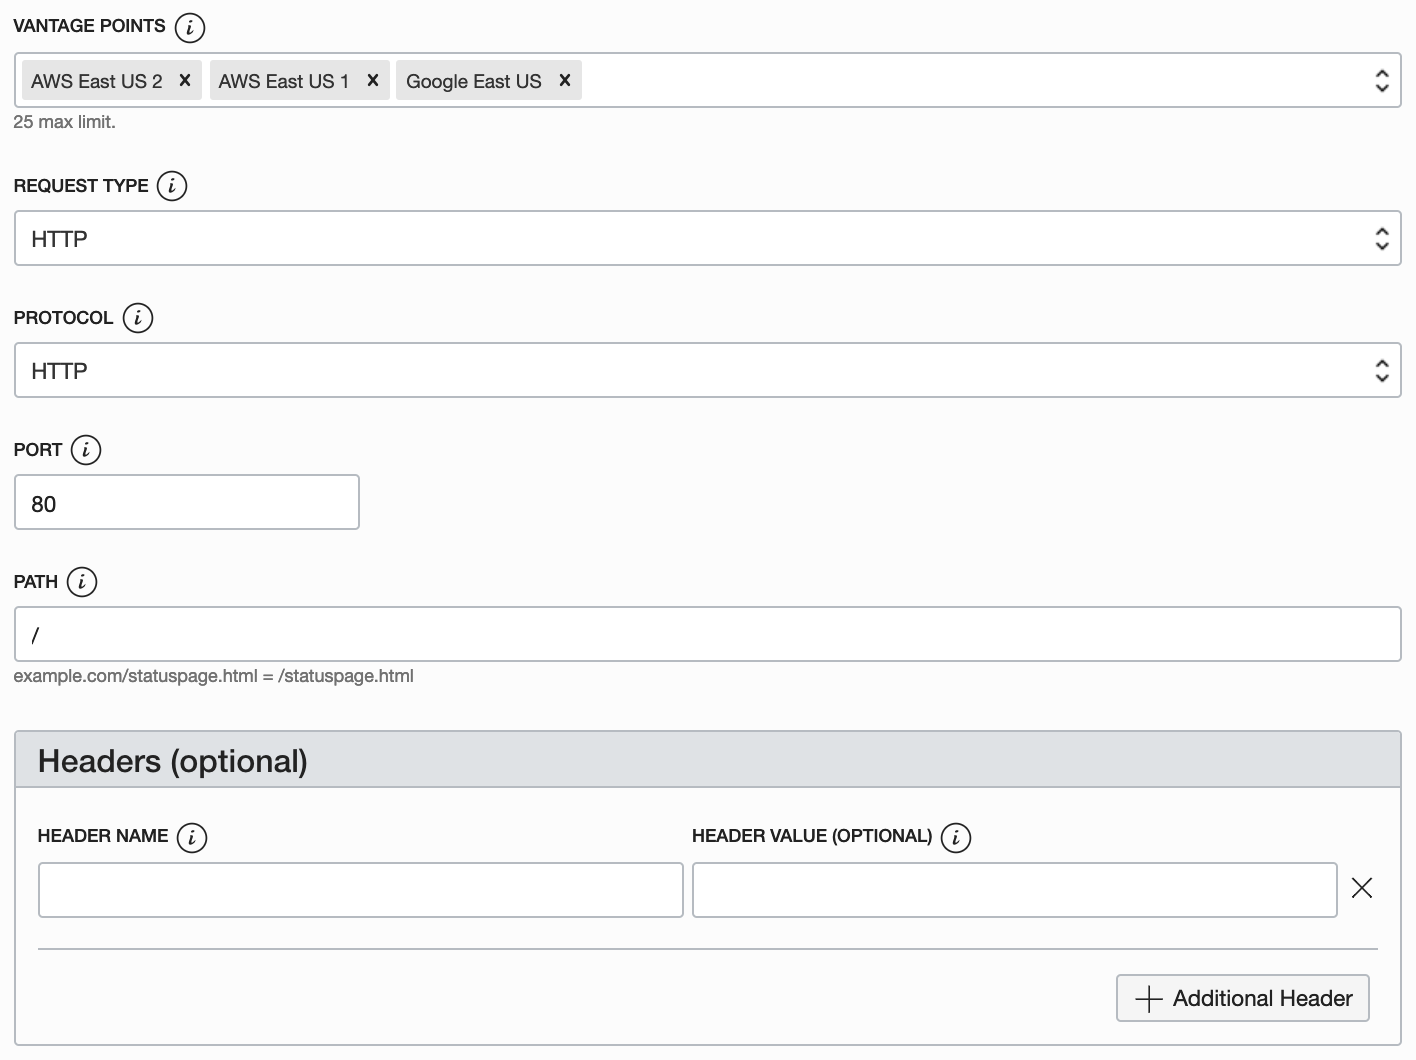 VANTAGE POINTS i
AWS East US 2 × AWS East US 1 × Google East US ×
25 max limit.
REQUEST TYPE i
HTTP
PROTOCOL i
HTTP
PORT i
80
PATH i
/
example.com/statuspage.html = /statuspage.html
Headers (optional)
HEADER NAME i HEADER VALUE (OPTIONAL) i
+ Additional Header